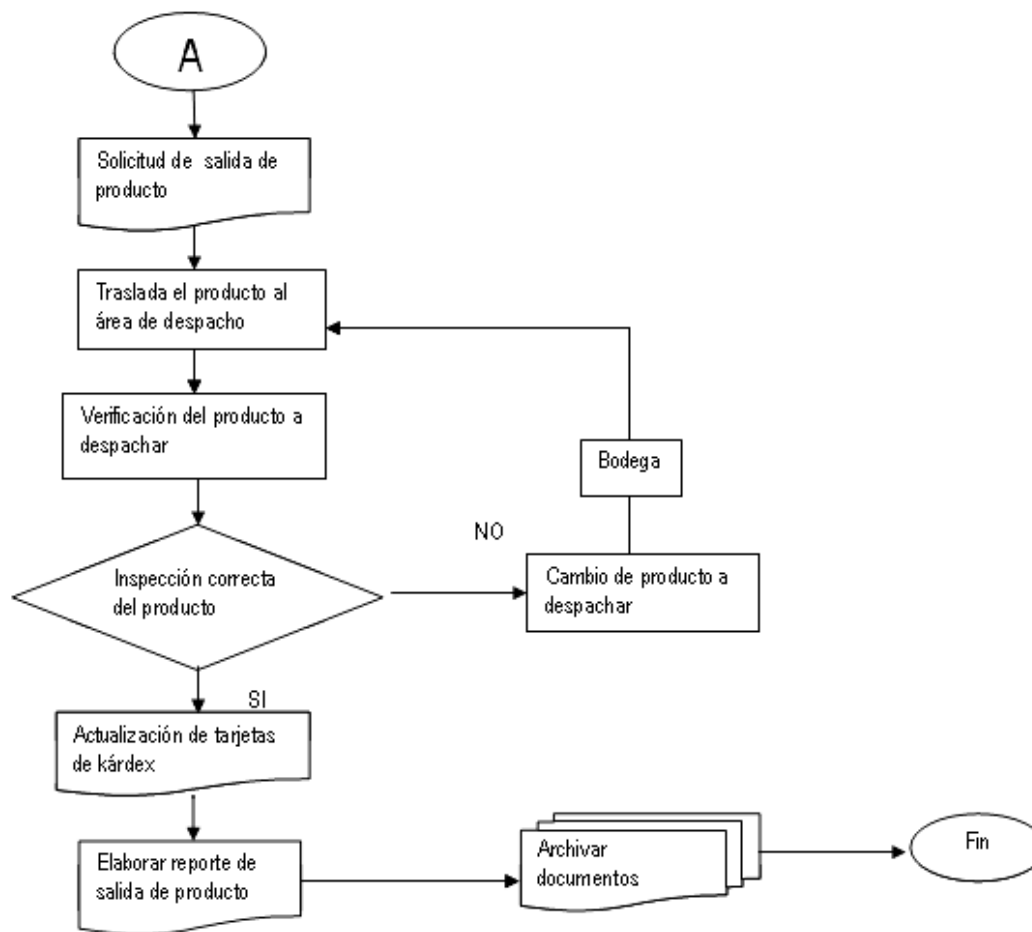 A
Solicitud de salida de
producto
Traslada el producto al
área de despacho
Verificación del producto a
despachar
Bodega
NO
Inspección correcta
del producto
Cambio de producto a
despachar
SI
Actualización de tarjetas
de kárdex
Elaborar reporte de
salida de producto
Archivar
documentos
Fin